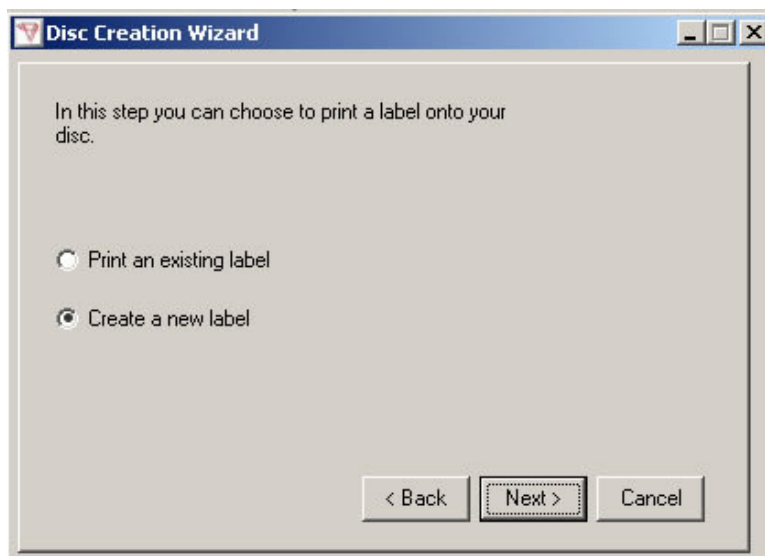 Disc Creation Wizard
In this step you can choose to print a label onto your
disc.
Print an existing label
Create a new label
< Back Next > Cancel